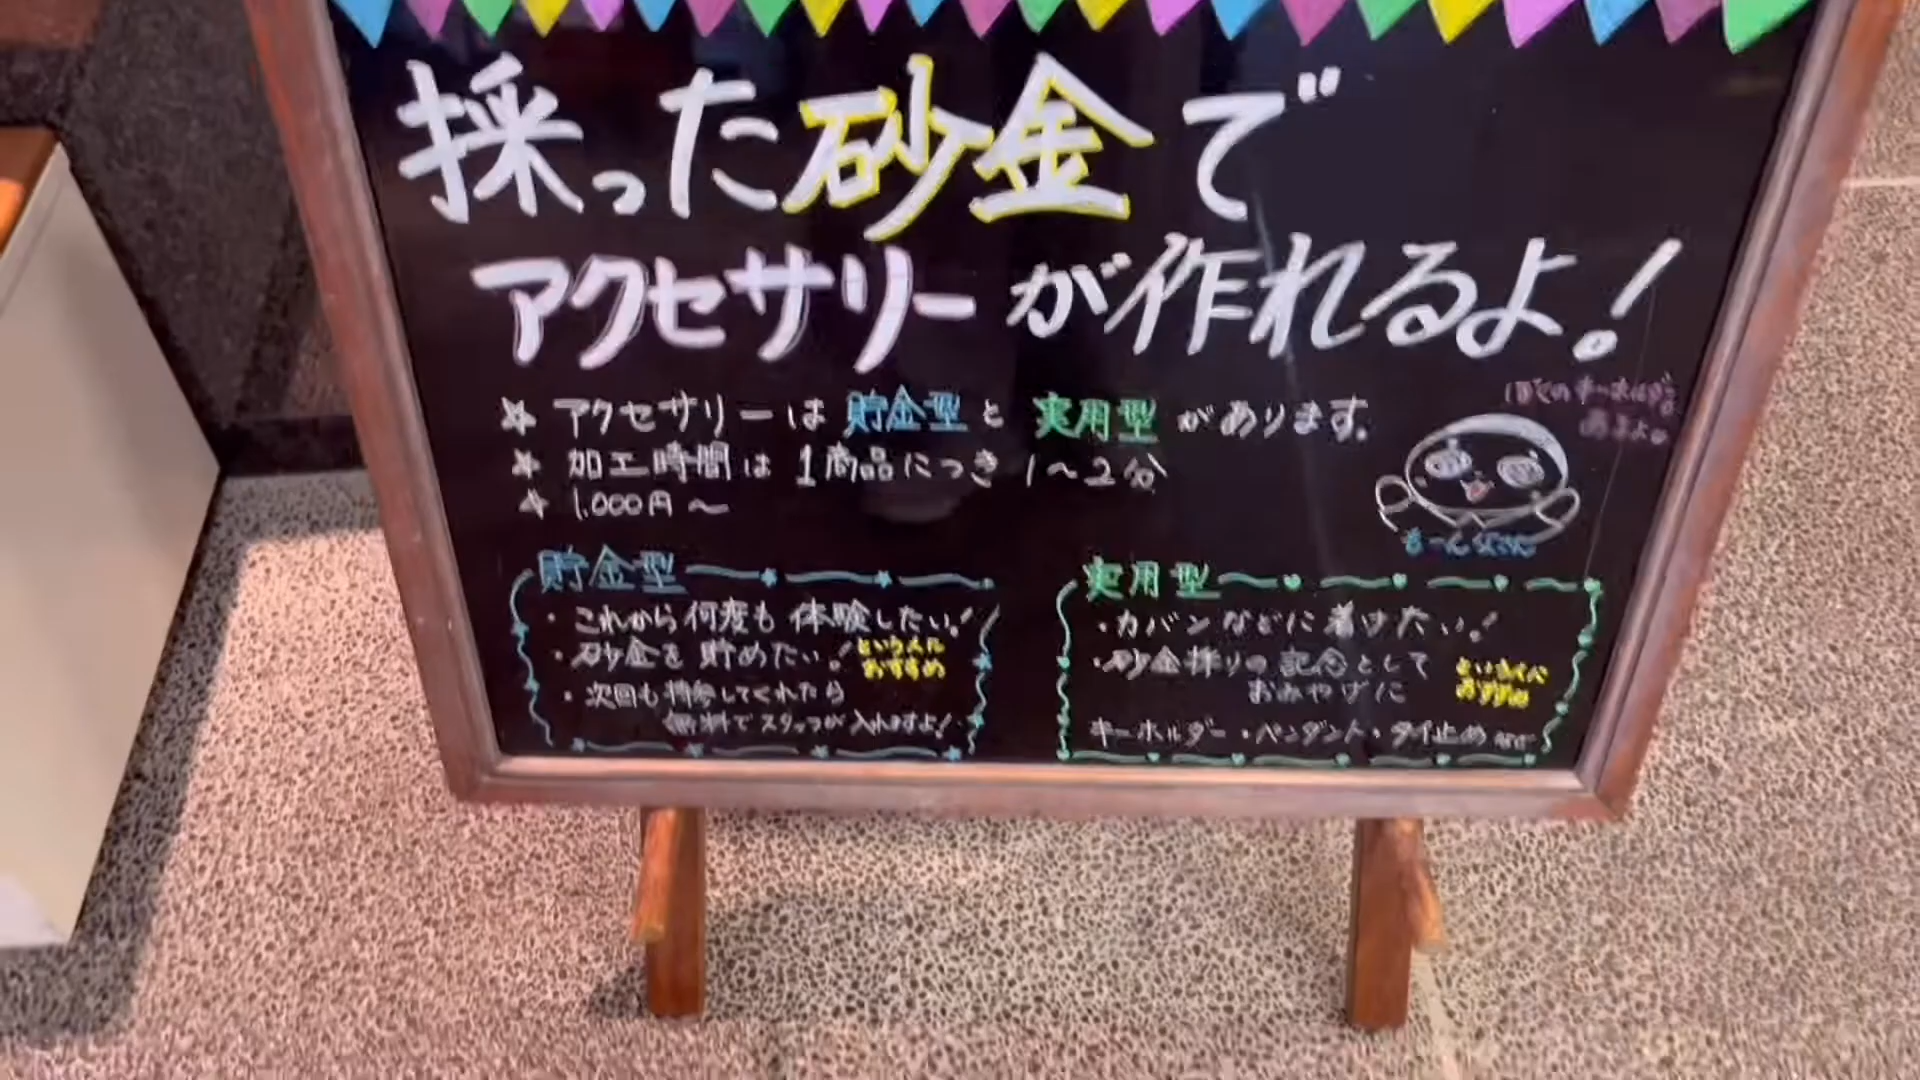 採った砂金で
アクセサリーが作れるよ!
アクセサリーは貯金型と実用型があります。
加工時間は1商品につき1〜2分
1,000円〜
ぼくのキーホルダーも
あるよ。
貯金型
・これから何度も体験したい!
・砂金を貯めたい!
という人に
おすすめ
・次回も持参してくれたら
無料でスタッフが入れますよ!
実用型
・カバンなどに着けたい!
・砂金採りの記念として
おみやげに
という人に
おすすめ
キーホルダー・ペンダント・タイ止め